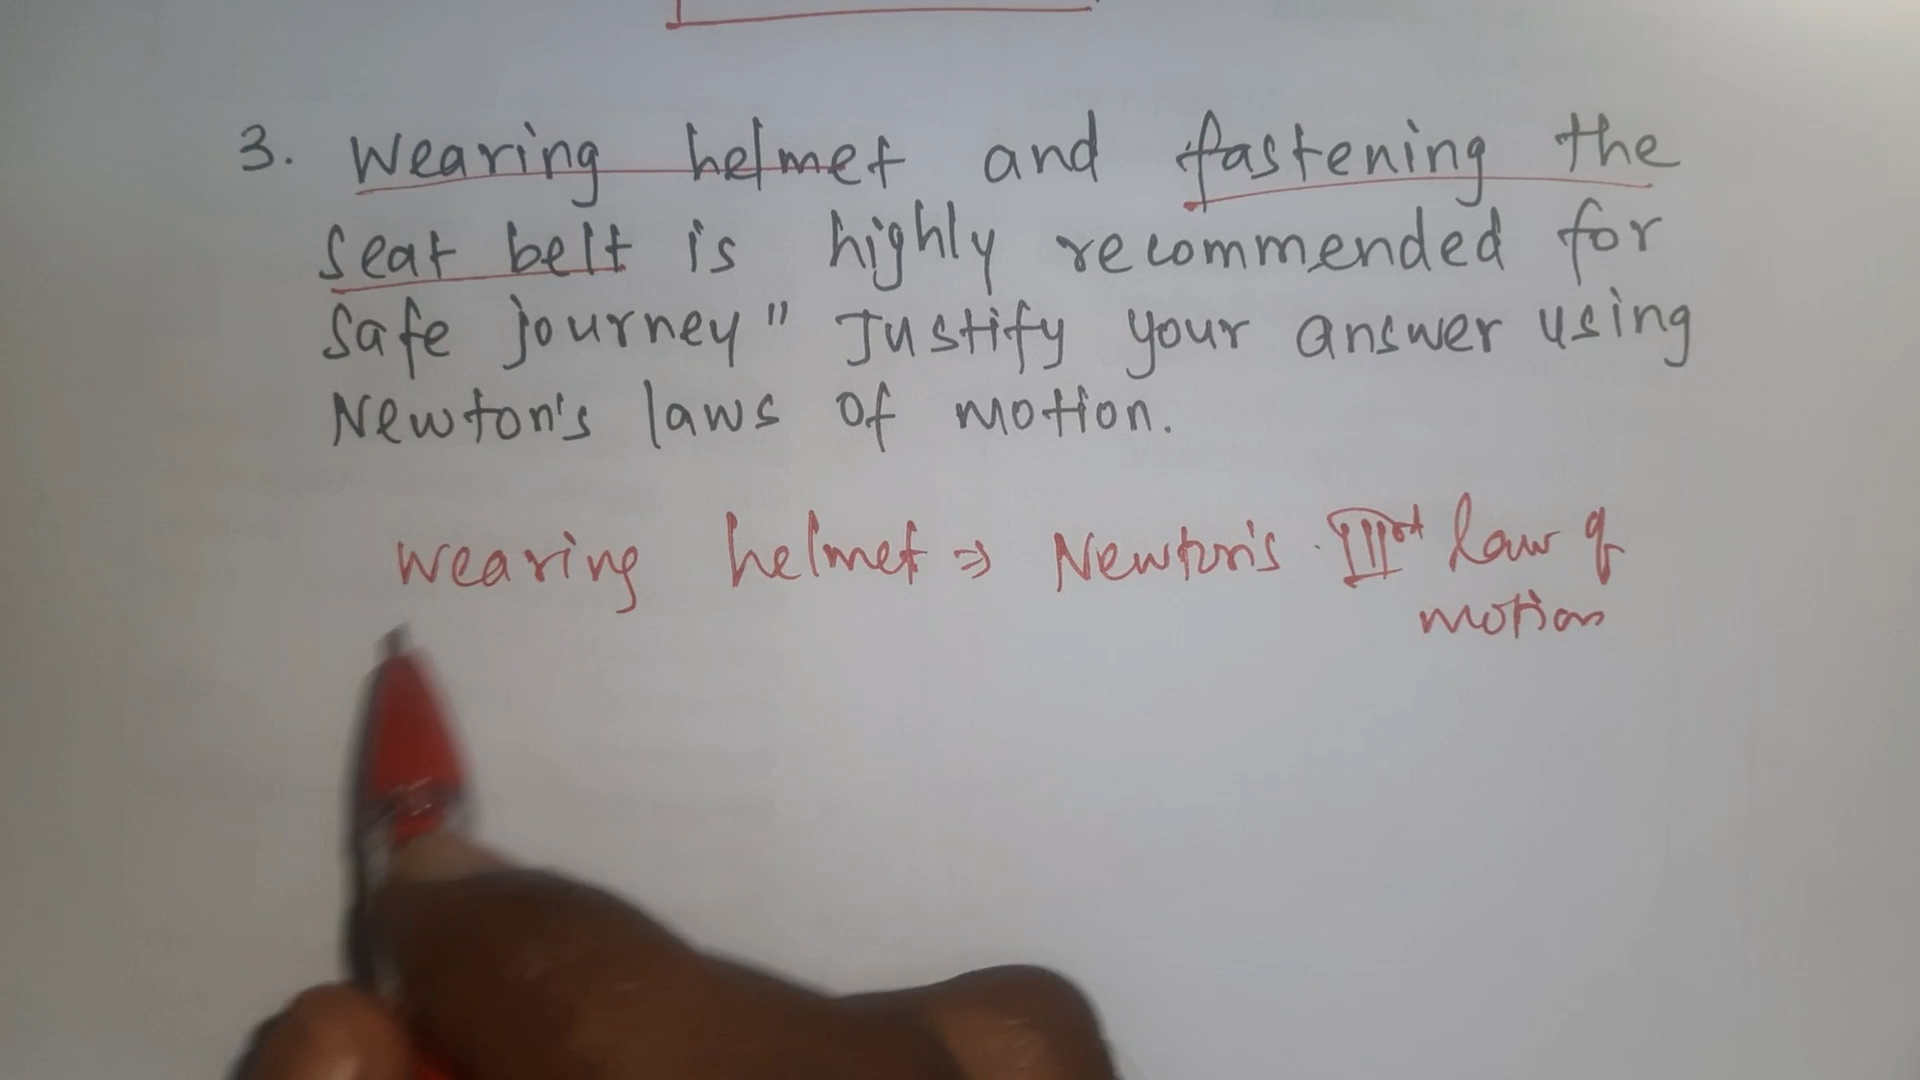 3. Wearing helmet and fastening the
seat belt is highly recommended for
safe journey" Justify your answer using
Newton's laws of motion.
wearing helmet ⇒ Newton's IIIrd law of
motion